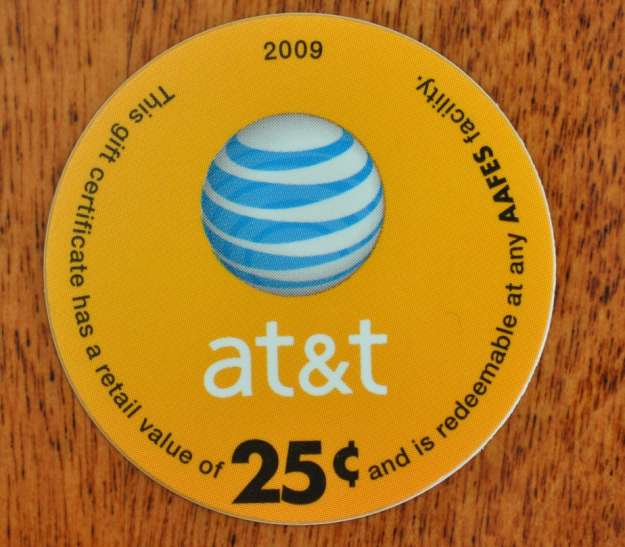 2009
at&t
This gift certificate has a retail value of 25¢ and is redeemable at any AAFES facility.